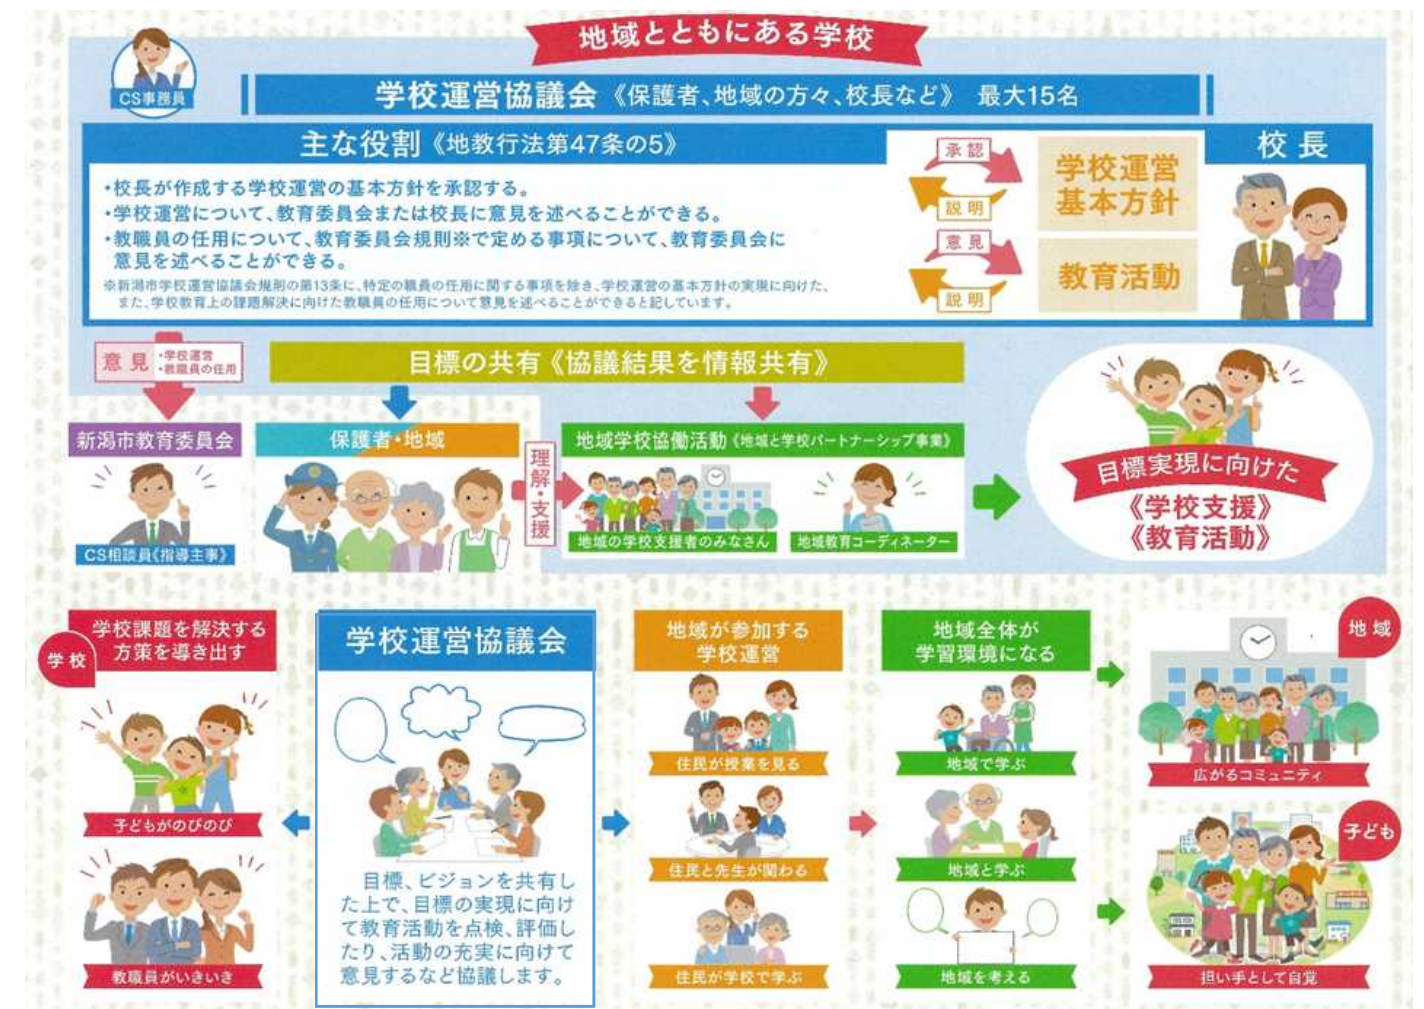 地域とともにある学校
CS事務員
学校運営協議会《保護者、地域の方々、校長など》 最大15名
主な役割《地教行法第47条の5》
・校長が作成する学校運営の基本方針を承認する。
・学校運営について、教育委員会または校長に意見を述べることができる。
・教職員の任用について、教育委員会規則※で定める事項について、教育委員会に
意見を述べることができる。
※新潟市学校運営協議会規則の第13条に、特定の職員の任用に関する事項を除き、学校運営の基本方針の実現に向けた、
また、学校教育上の課題解決に向けた教職員の任用について意見を述べることができると記しています。
承認
説明
学校運営
基本方針
意見
説明
教育活動
校長
意見
・学校運営
・教職員の任用
目標の共有《協議結果を情報共有》
新潟市教育委員会
CS相談員《指導主事》
保護者・地域
理解・支援
地域学校協働活動《地域と学校パートナーシップ事業》
地域の学校支援者のみなさん
地域教育コーディネーター
目標実現に向けた
《学校支援》
《教育活動》
学校
学校課題を解決する
方策を導き出す
子どもがのびのび
教職員がいきいき
学校運営協議会
目標、ビジョンを共有し
た上で、目標の実現に向け
て教育活動を点検、評価し
たり、活動の充実に向けて
意見するなど協議します。
地域が参加する
学校運営
住民が授業を見る
住民と先生が関わる
住民が学校で学ぶ
地域全体が
学習環境になる
地域で学ぶ
地域と学ぶ
地域を考える
地域
広がるコミュニティ
子ども
担い手として自覚